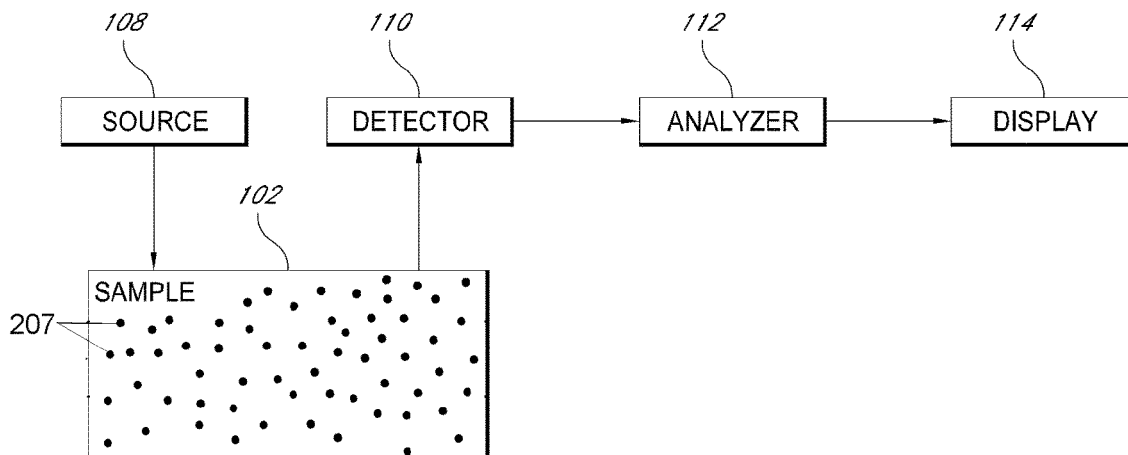 108 110 112 114
SOURCE DETECTOR ANALYZER DISPLAY
102
SAMPLE
207